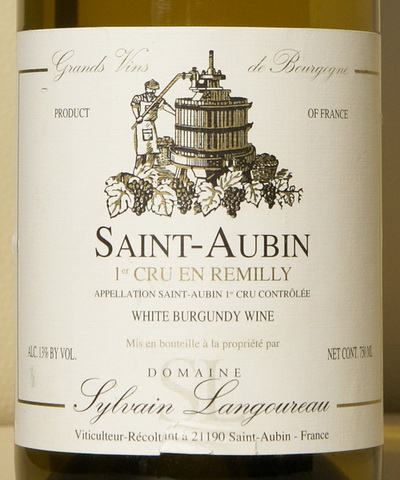 Grands Vins de Bourgogne
PRODUCT OF FRANCE
SAINT-AUBIN
1er CRU EN REMILLY
APPELLATION SAINT-AUBIN 1er CRU CONTRÔLÉE
WHITE BURGUNDY WINE
Mis en bouteille à la propriété par
ALC. 13% BY VOL. NET CONT. 750 ML
SL
DOMAINE
Sylvain Langoureau
Viticulteur-Récoltant à 21190 Saint-Aubin - France